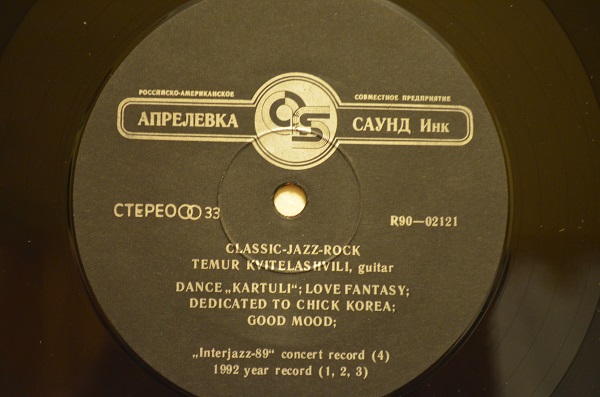 РОССИЙСКО-АМЕРИКАНСКОЕ СОВМЕСТНОЕ ПРЕДПРИЯТИЕ
АПРЕЛЕВКА САУНД Инк
СТЕРЕО 33 R90—02121
CLASSIC-JAZZ-ROCK
TEMUR KVITELASHVILI, guitar
DANCE „KARTULI“; LOVE FANTASY;
DEDICATED TO CHICK KOREA;
GOOD MOOD;
„Interjazz-89“ concert record (4)
1992 year record (1, 2, 3)